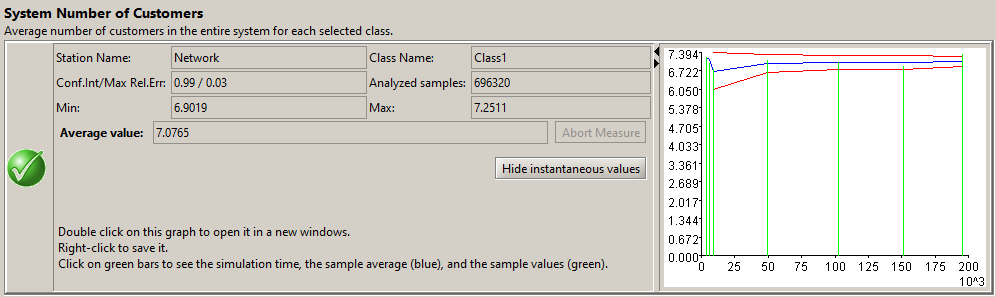 System Number of Customers
Average number of customers in the entire system for each selected class.
Station Name: Network Class Name: Class1
Conf.Int/Max Rel.Err: 0.99 / 0.03 Analyzed samples: 696320
Min: 6.9019 Max: 7.2511
Average value: 7.0765 Abort Measure
Hide instantaneous values
Double click on this graph to open it in a new windows.
Right-click to save it.
Click on green bars to see the simulation time, the sample average (blue), and the sample values (green).
7.394
6.722
6.050
5.378
4.705
4.033
3.361
2.689
2.017
1.344
0.672
0.000
0 25 50 75 100 125 150 175 200
10^3